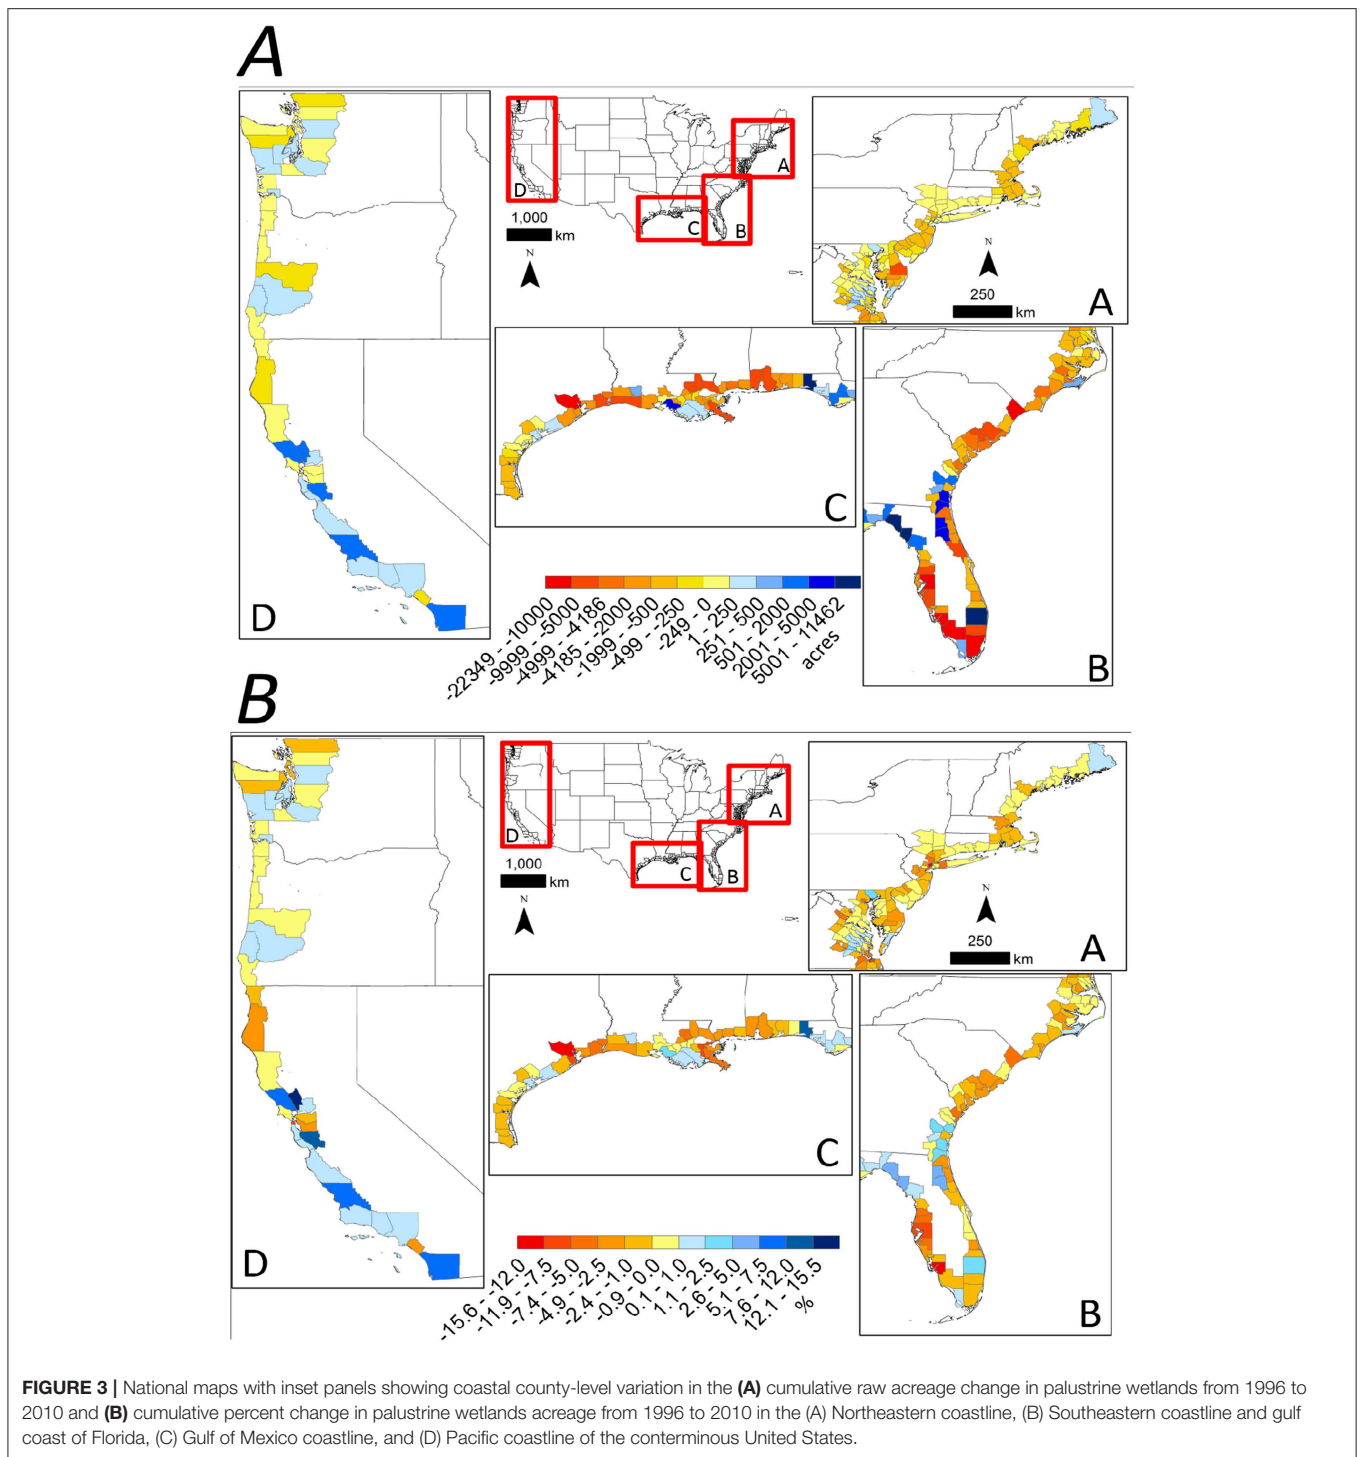 A
D
1,000
km
N
A
B
C
N
250
km
A
C
B
D
-22349 - -10000
-9999 - -5000
-4999 - -4186
-4185 - -2000
-1999 - -500
-499 - -250
-249 - 0
1 - 250
251 - 500
501 - 2000
2001 - 5000
5001 - 11462
acres
B
D
1,000
km
N
A
B
C
N
250
km
A
C
B
D
-15.6 - -12.0
-11.9 - -7.5
-7.4 - -5.0
-4.9 - -2.5
-2.4 - -1.0
-0.9 - 0.0
0.1 - 1.0
1.1 - 2.5
2.6 - 5.0
5.1 - 7.5
7.6 - 12.0
12.1 - 15.5
%
FIGURE 3 | National maps with inset panels showing coastal county-level variation in the (A) cumulative raw acreage change in palustrine wetlands from 1996 to
2010 and (B) cumulative percent change in palustrine wetlands acreage from 1996 to 2010 in the (A) Northeastern coastline, (B) Southeastern coastline and gulf
coast of Florida, (C) Gulf of Mexico coastline, and (D) Pacific coastline of the conterminous United States.